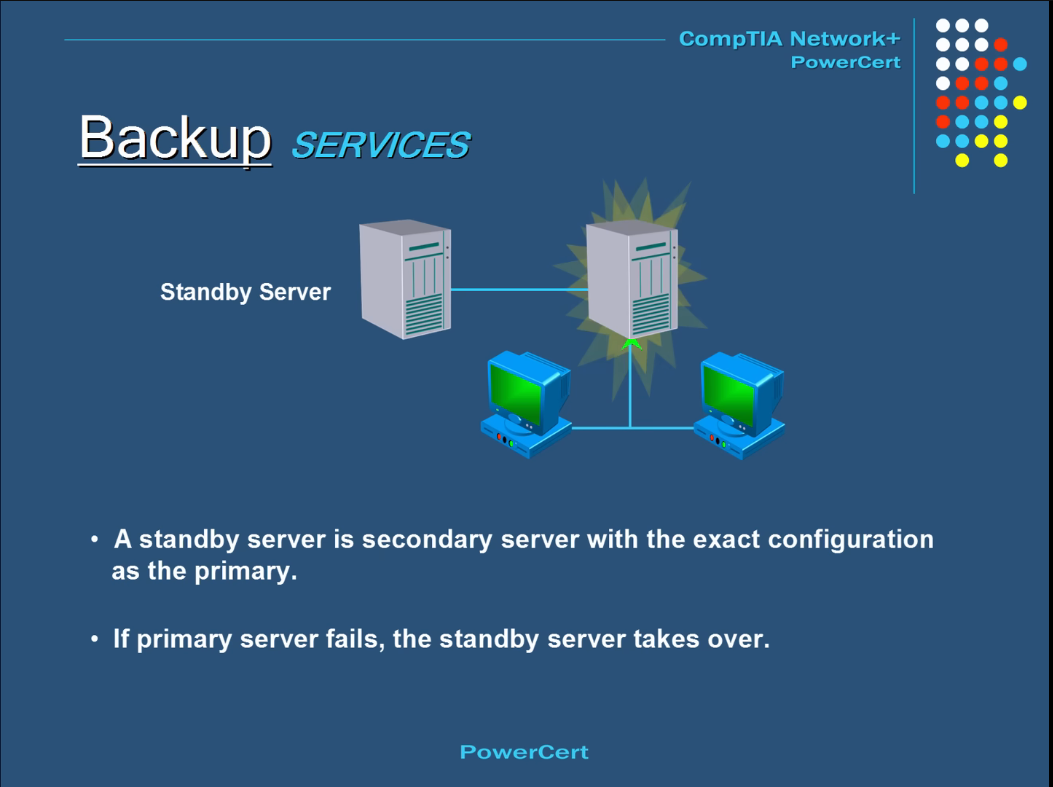 CompTIA Network+
PowerCert
Backup SERVICES
Standby Server
• A standby server is secondary server with the exact configuration
as the primary.
• If primary server fails, the standby server takes over.
PowerCert